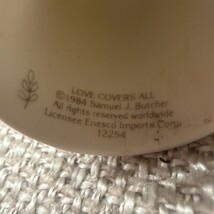 LOVE COVERS ALL
©1984 Samuel J. Butcher
All rights reserved worldwide
Licensee Enesco Imports Corp.
12254